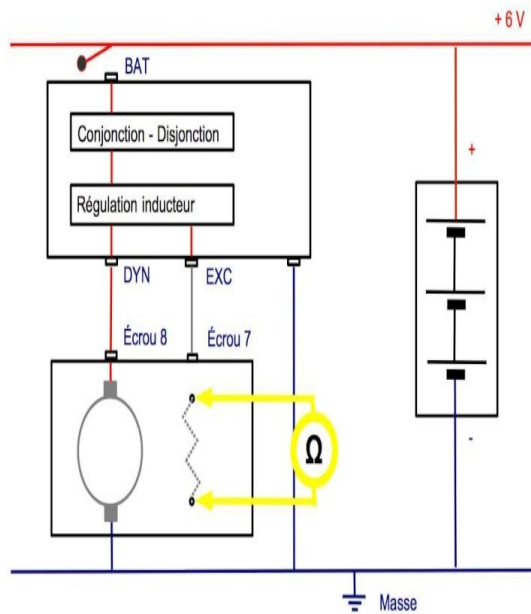 + 6 V
BAT
Conjonction - Disjonction
+
Régulation inducteur
DYN
EXC
Écrou 8
Écrou 7
Ω
-
Masse